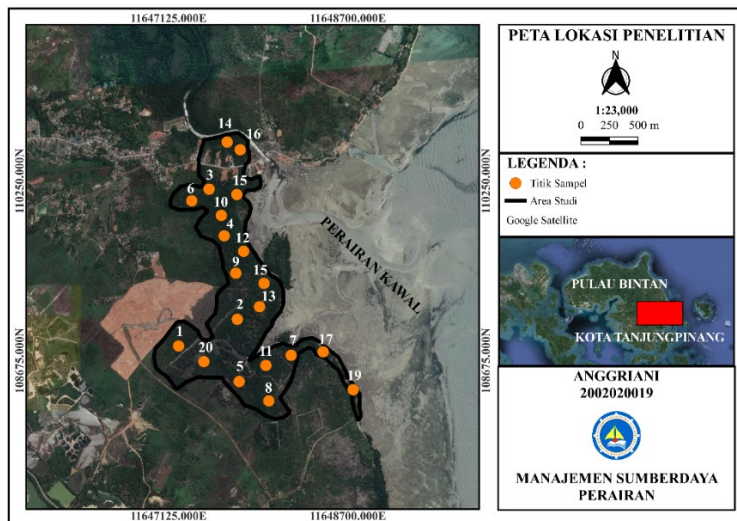 11647125.000E 11648700.000E
110250.000N 110250.000N
108675.000N 108675.000N
14
16
3
15
6
10
4
12
9
15
13
2
1
20
11
7
17
5
8
19
PERAIRAN KAWAL
11647125.000E 11648700.000E
PETA LOKASI PENELITIAN
N
1:23,000
0 250 500 m
LEGENDA :
Titik Sampel
Area Studi
Google Satellite
PULAU BINTAN
KOTA TANJUNGPINANG
ANGGRIANI
2002020019
MANAJEMEN SUMBERDAYA
PERAIRAN